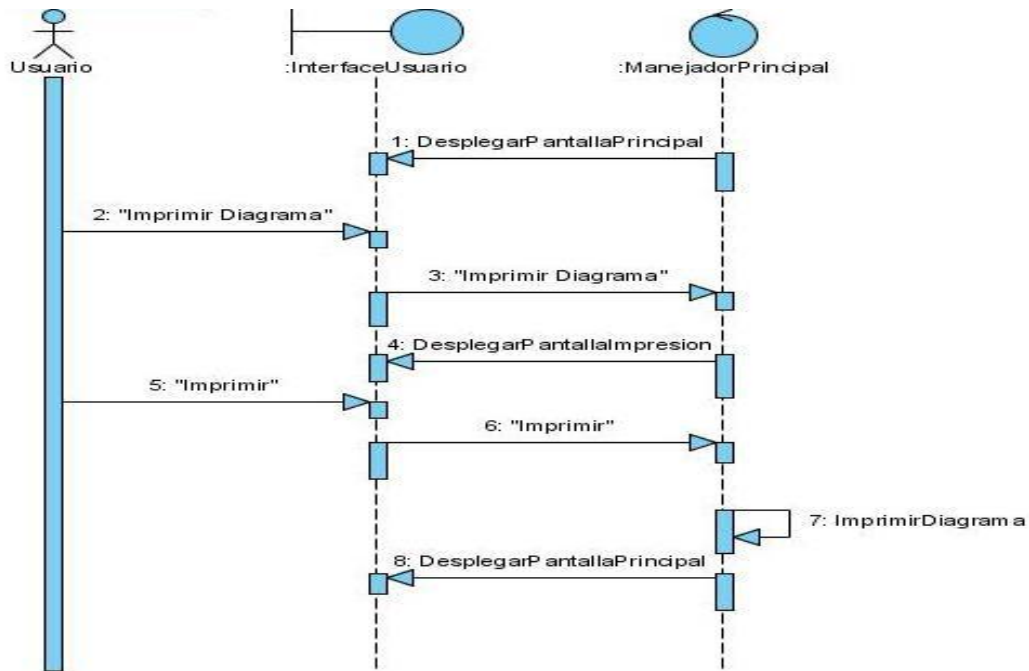 Usuario
:InterfaceUsuario
:ManejadorPrincipal
1: DesplegarPantallaPrincipal
2: "Imprimir Diagrama"
3: "Imprimir Diagrama"
4: DesplegarPantallaImpresion
5: "Imprimir"
6: "Imprimir"
7: ImprimirDiagrama
8: DesplegarPantallaPrincipal